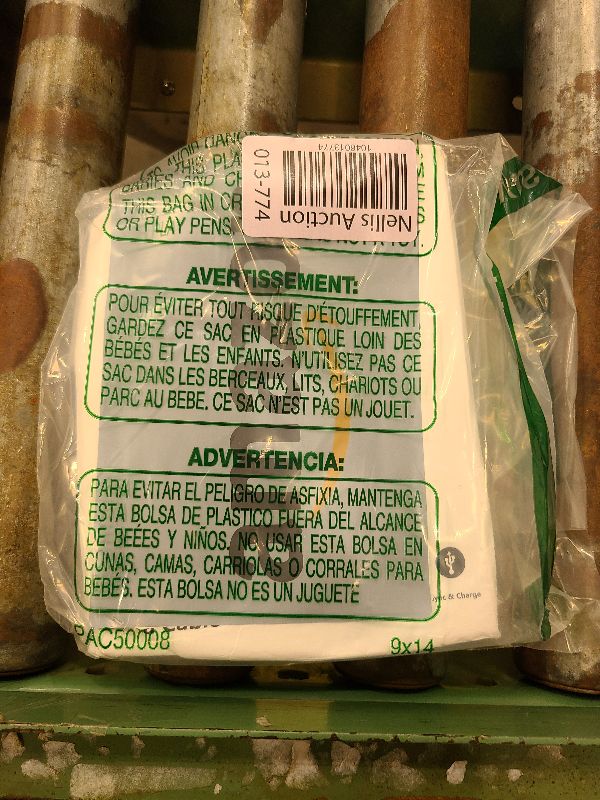 THIS PLA
BABIES AND CH
THIS BAG IN CR
OR PLAY PENS
013-774
1046013774
Nellis Auction
AVERTISSEMENT:
POUR ÉVITER TOUT RISQUE D'ÉTOUFFEMENT,
GARDEZ CE SAC EN PLASTIQUE LOIN DES
BÉBÉS ET LES ENFANTS. N'UTILISEZ PAS CE
SAC DANS LES BERCEAUX, LITS, CHARIOTS OU
PARC AU BEBE. CE SAC N'EST PAS UN JOUET.
ADVERTENCIA:
PARA EVITAR EL PELIGRO DE ASFIXIA, MANTENGA
ESTA BOLSA DE PLASTICO FUERA DEL ALCANCE
DE BEÉES Y NIÑOS. NO USAR ESTA BOLSA EN
CUNAS, CAMAS, CARRIOLAS O CORRALES PARA
BEBÉS. ESTA BOLSA NO ES UN JUGUETE
& Charge
PAC50008
9x14